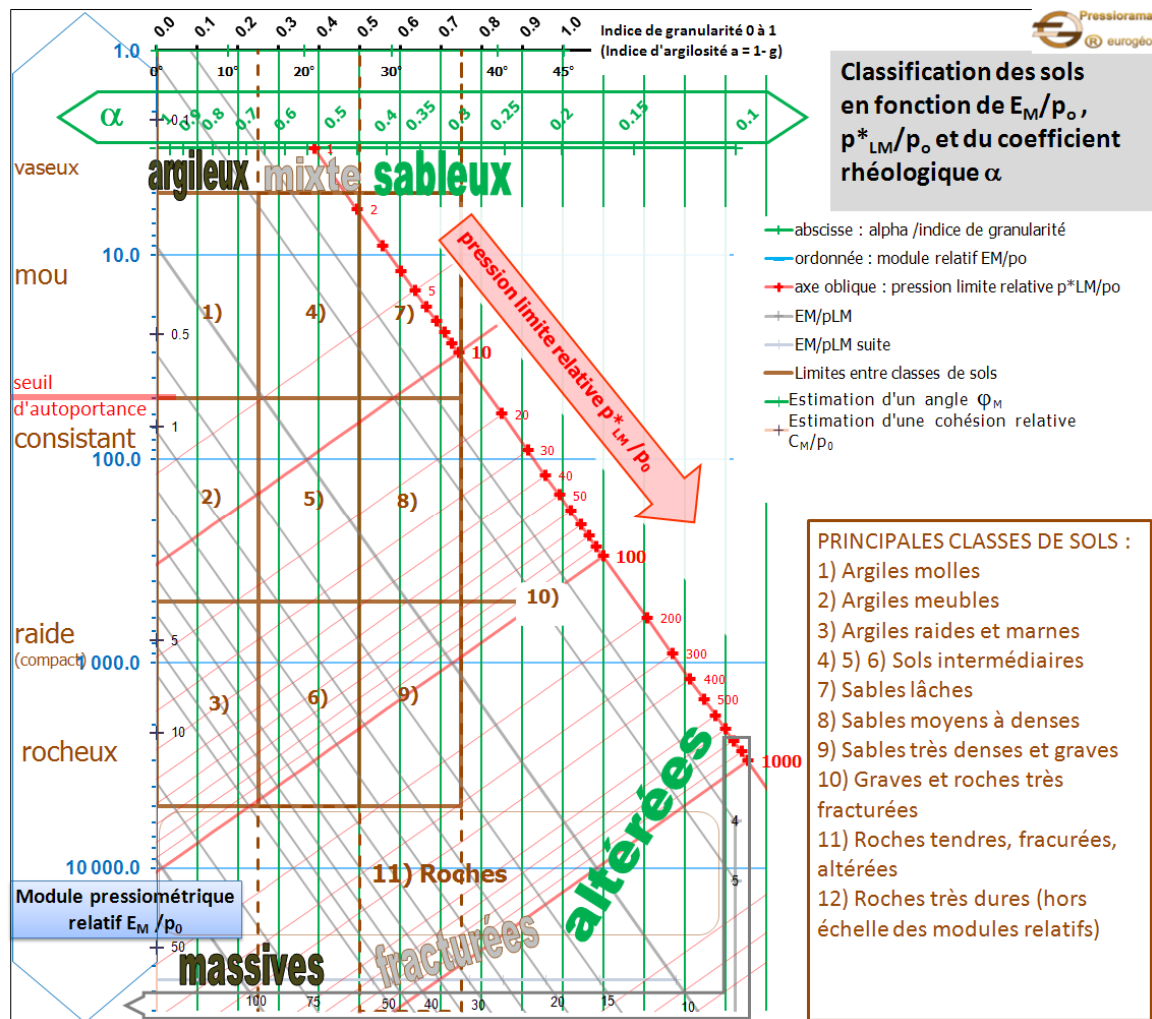 0.0 0.1 0.2 0.3 0.4 0.5 0.6 0.7 0.8 0.9 1.0
Indice de granularité 0 à 1
(Indice d'argilosité a = 1- g)
Pressiorama
® eurogéo
1.0
0° 10° 20° 30° 40° 45°
Classification des sols
en fonction de EM/po ,
p*LM/po et du coefficient
rhéologique α
α
1 0.9 0.8 0.7 0.6 0.5 0.4 0.35 0.3 0.25 0.2 0.15 0.1
0.1
vaseux
argileux mixte sableux
1
2
5
10
20
30
40
50
100
200
300
400
500
1000
pression limite relative p*LM/p0
abscisse : alpha /indice de granularité
ordonnée : module relatif EM/po
axe oblique : pression limite relative p*LM/po
EM/pLM
EM/pLM suite
Limites entre classes de sols
Estimation d'un angle φM
Estimation d'une cohésion relative
CM/p0
10.0
mou
1) 4) 7)
0.5
seuil
d'autoportance
1
consistant
100.0
2) 5) 8)
10)
raide
(compact)
5
1 000.0
3) 6) 9)
10
rocheux
altérées
4
5
10 000.0
11) Roches
Module pressiométrique
relatif EM /p0
50
massives fracturées
100 75 50 40 30 20 15 10
PRINCIPALES CLASSES DE SOLS :
1) Argiles molles
2) Argiles meubles
3) Argiles raides et marnes
4) 5) 6) Sols intermédiaires
7) Sables lâches
8) Sables moyens à denses
9) Sables très denses et graves
10) Graves et roches très
fracturées
11) Roches tendres, fracurées,
altérées
12) Roches très dures (hors
échelle des modules relatifs)